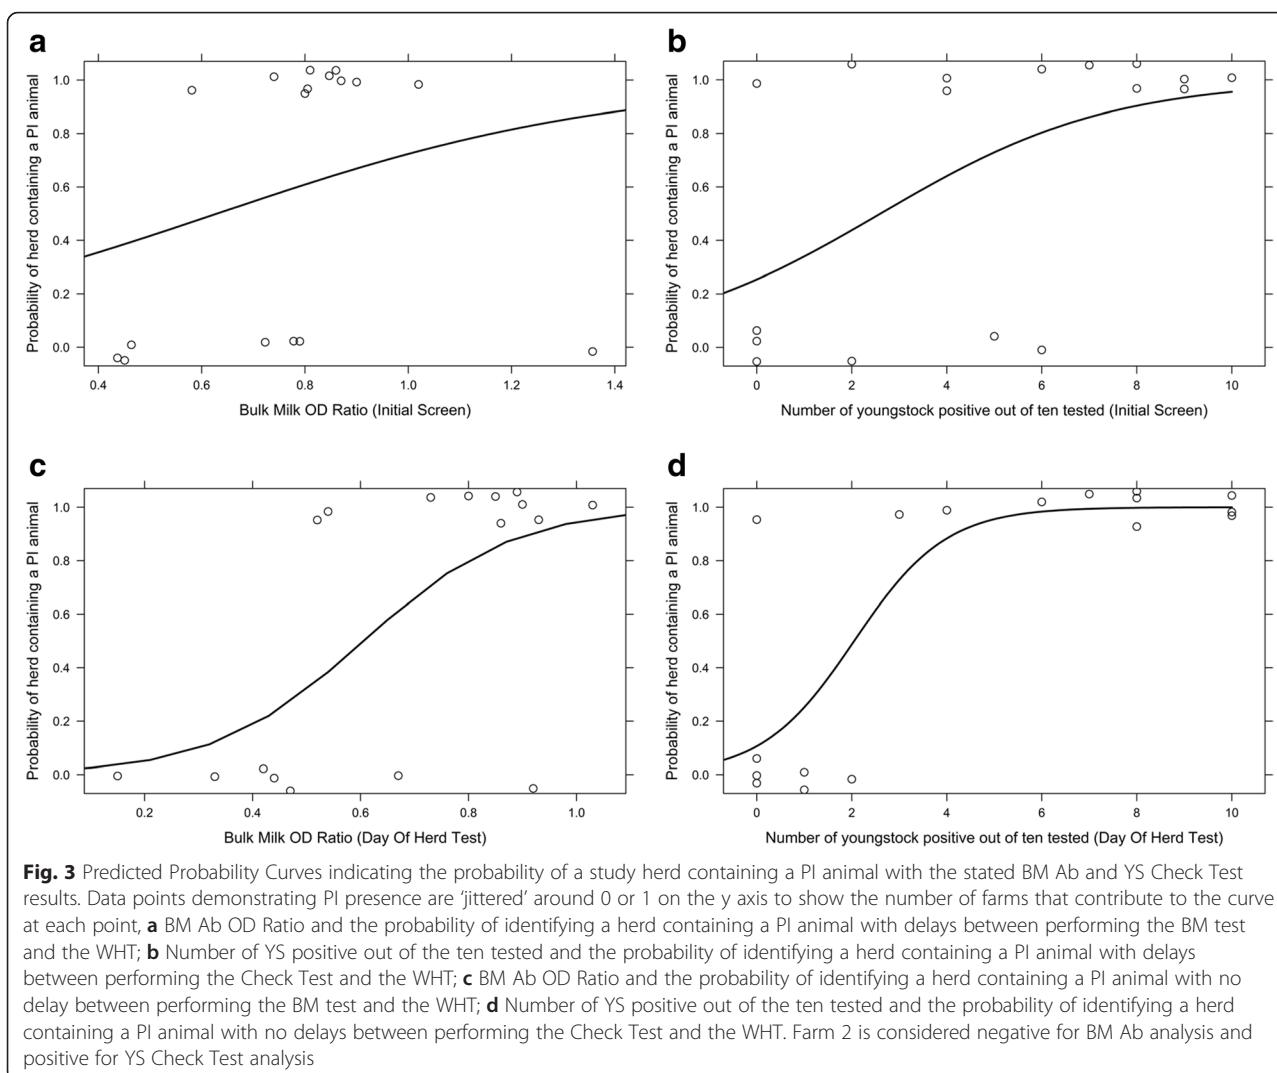 a
b
1.0
0.8
0.6
0.4
0.2
0.0
Probability of herd containing a PI animal
0.4 0.6 0.8 1.0 1.2 1.4
Bulk Milk OD Ratio (Initial Screen)
1.0
0.8
0.6
0.4
0.2
0.0
Probability of herd containing a PI animal
0 2 4 6 8 10
Number of youngstock positive out of ten tested (Initial Screen)
c
d
1.0
0.8
0.6
0.4
0.2
0.0
Probability of herd containing a PI animal
0.2 0.4 0.6 0.8 1.0
Bulk Milk OD Ratio (Day Of Herd Test)
1.0
0.8
0.6
0.4
0.2
0.0
Probability of herd containing a PI animal
0 2 4 6 8 10
Number of youngstock positive out of ten tested (Day Of Herd Test)
Fig. 3 Predicted Probability Curves indicating the probability of a study herd containing a PI animal with the stated BM Ab and YS Check Test
results. Data points demonstrating PI presence are ‘jittered’ around 0 or 1 on the y axis to show the number of farms that contribute to the curve
at each point, a BM Ab OD Ratio and the probability of identifying a herd containing a PI animal with delays between performing the BM test
and the WHT; b Number of YS positive out of the ten tested and the probability of identifying a herd containing a PI animal with delays
between performing the Check Test and the WHT; c BM Ab OD Ratio and the probability of identifying a herd containing a PI animal with no
delay between performing the BM test and the WHT; d Number of YS positive out of the ten tested and the probability of identifying a herd
containing a PI animal with no delays between performing the Check Test and the WHT. Farm 2 is considered negative for BM Ab analysis and
positive for YS Check Test analysis